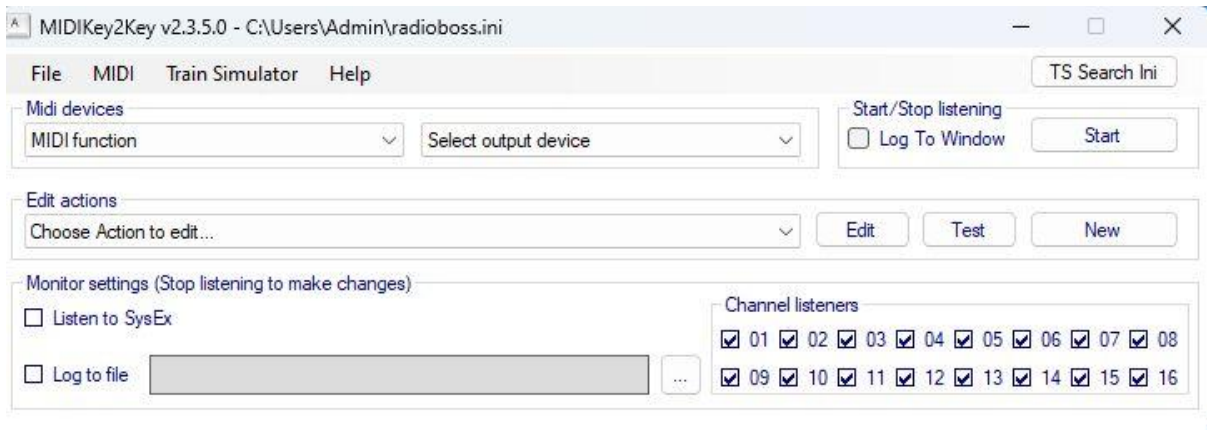 A MIDIKey2Key v2.3.5.0 - C:\Users\Admin\radioboss.ini
File MIDI Train Simulator Help TS Search Ini
Midi devices
MIDI function
Select output device
Start/Stop listening
Log To Window Start
Edit actions
Choose Action to edit... Edit Test New
Monitor settings (Stop listening to make changes)
Listen to SysEx
Log to file ...
Channel listeners
01 02 03 04 05 06 07 08
09 10 11 12 13 14 15 16